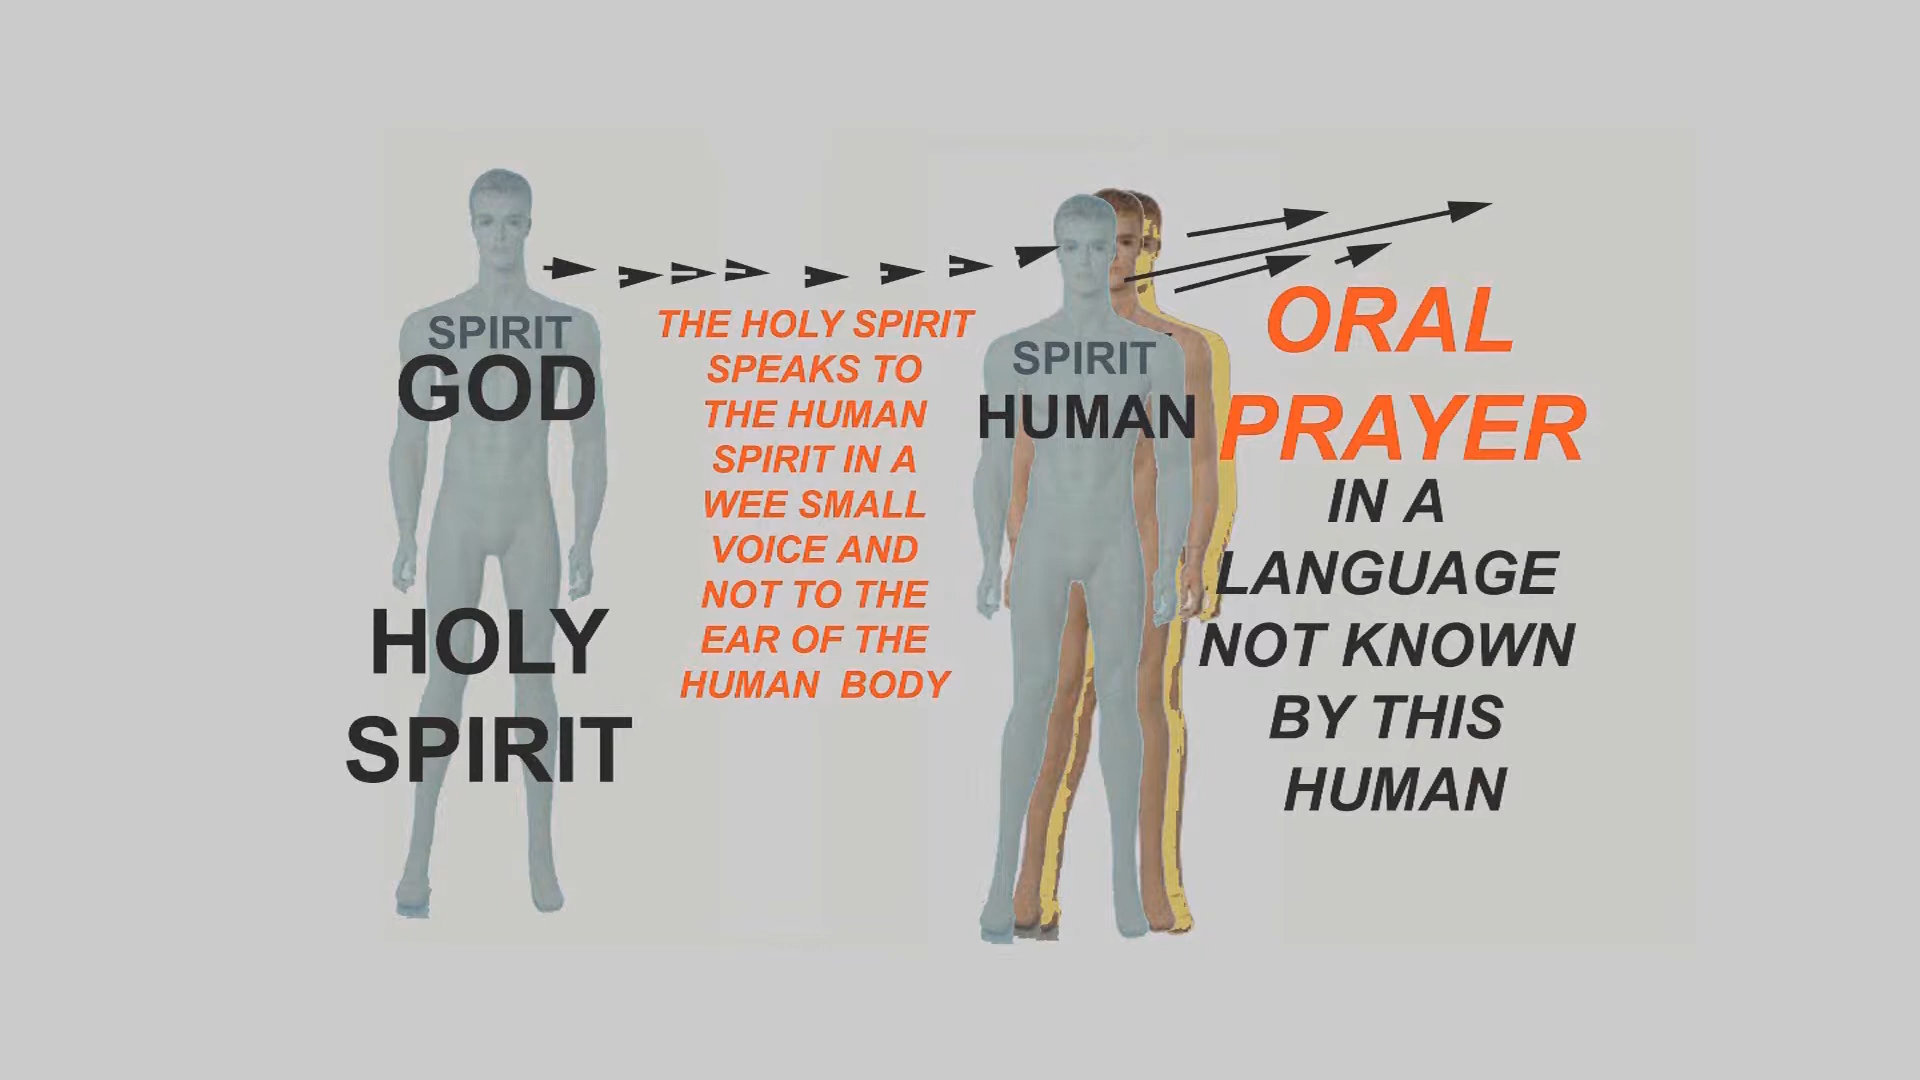 SPIRIT
GOD
HOLY
SPIRIT
THE HOLY SPIRIT
SPEAKS TO
THE HUMAN
SPIRIT IN A
WEE SMALL
VOICE AND
NOT TO THE
EAR OF THE
HUMAN BODY
SPIRIT
HUMAN
ORAL
PRAYER
IN A
LANGUAGE
NOT KNOWN
BY THIS
HUMAN